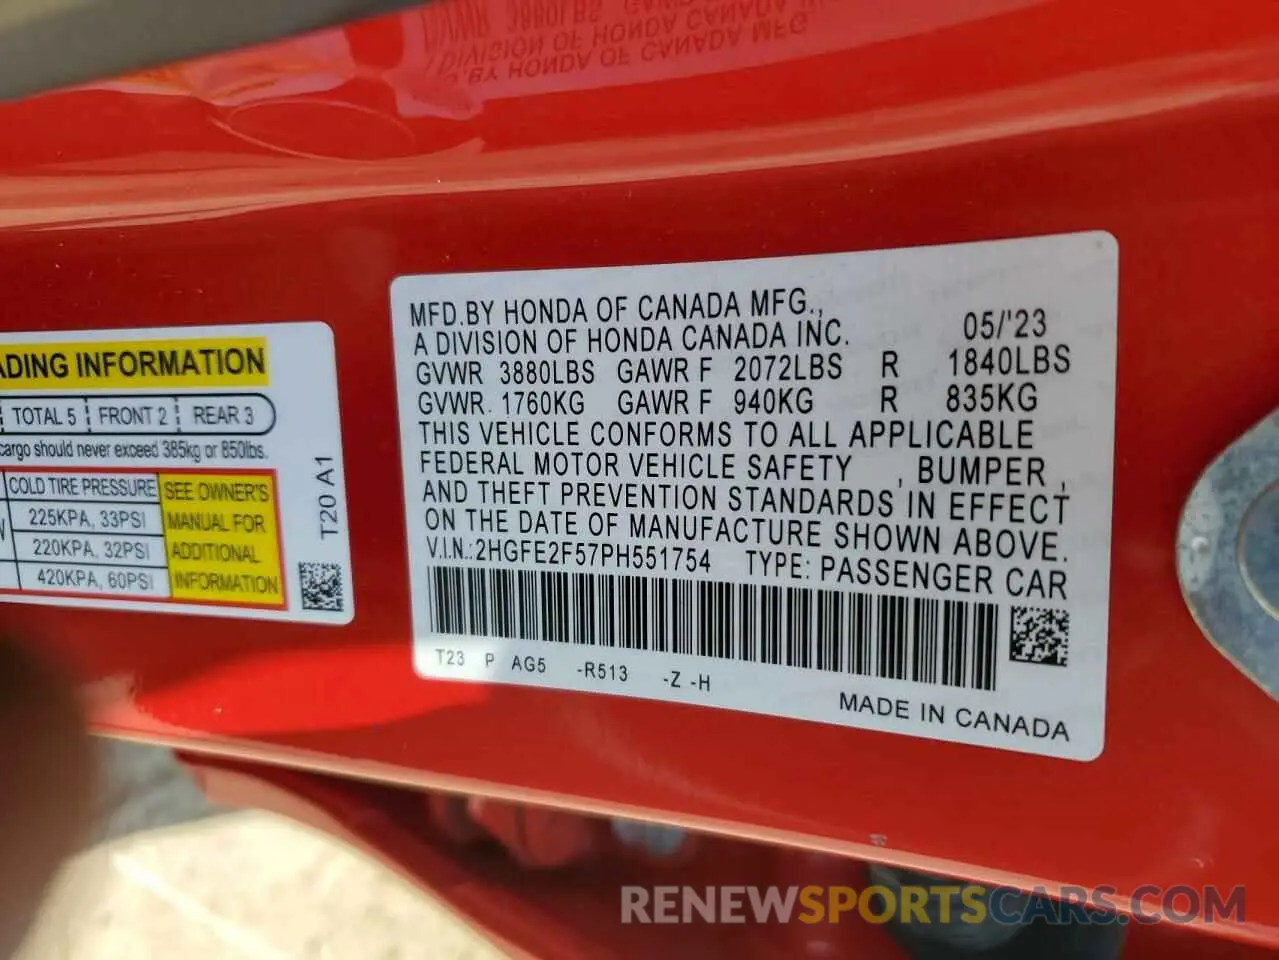 MFD.BY HONDA OF CANADA MFG.,
A DIVISION OF HONDA CANADA INC. 05/'23
GVWR 3880LBS GAWR F 2072LBS R 1840LBS
GVWR. 1760KG GAWR F 940KG R 835KG
THIS VEHICLE CONFORMS TO ALL APPLICABLE
FEDERAL MOTOR VEHICLE SAFETY , BUMPER ,
AND THEFT PREVENTION STANDARDS IN EFFECT
ON THE DATE OF MANUFACTURE SHOWN ABOVE.
V.I.N.:2HGFE2F57PH551754 TYPE: PASSENGER CAR
T23 P AG5 -R513 -Z -H
MADE IN CANADA
INFORMATION
TOTAL 5 FRONT 2 REAR 3
cargo should never exceed 385kg or 850lbs.
COLD TIRE PRESSURE
225KPA, 33PSI
220KPA, 32PSI
420KPA, 60PSI
SEE OWNER'S
MANUAL FOR
ADDITIONAL
INFORMATION
T20 A1
RENEWSPORTSCARS.COM